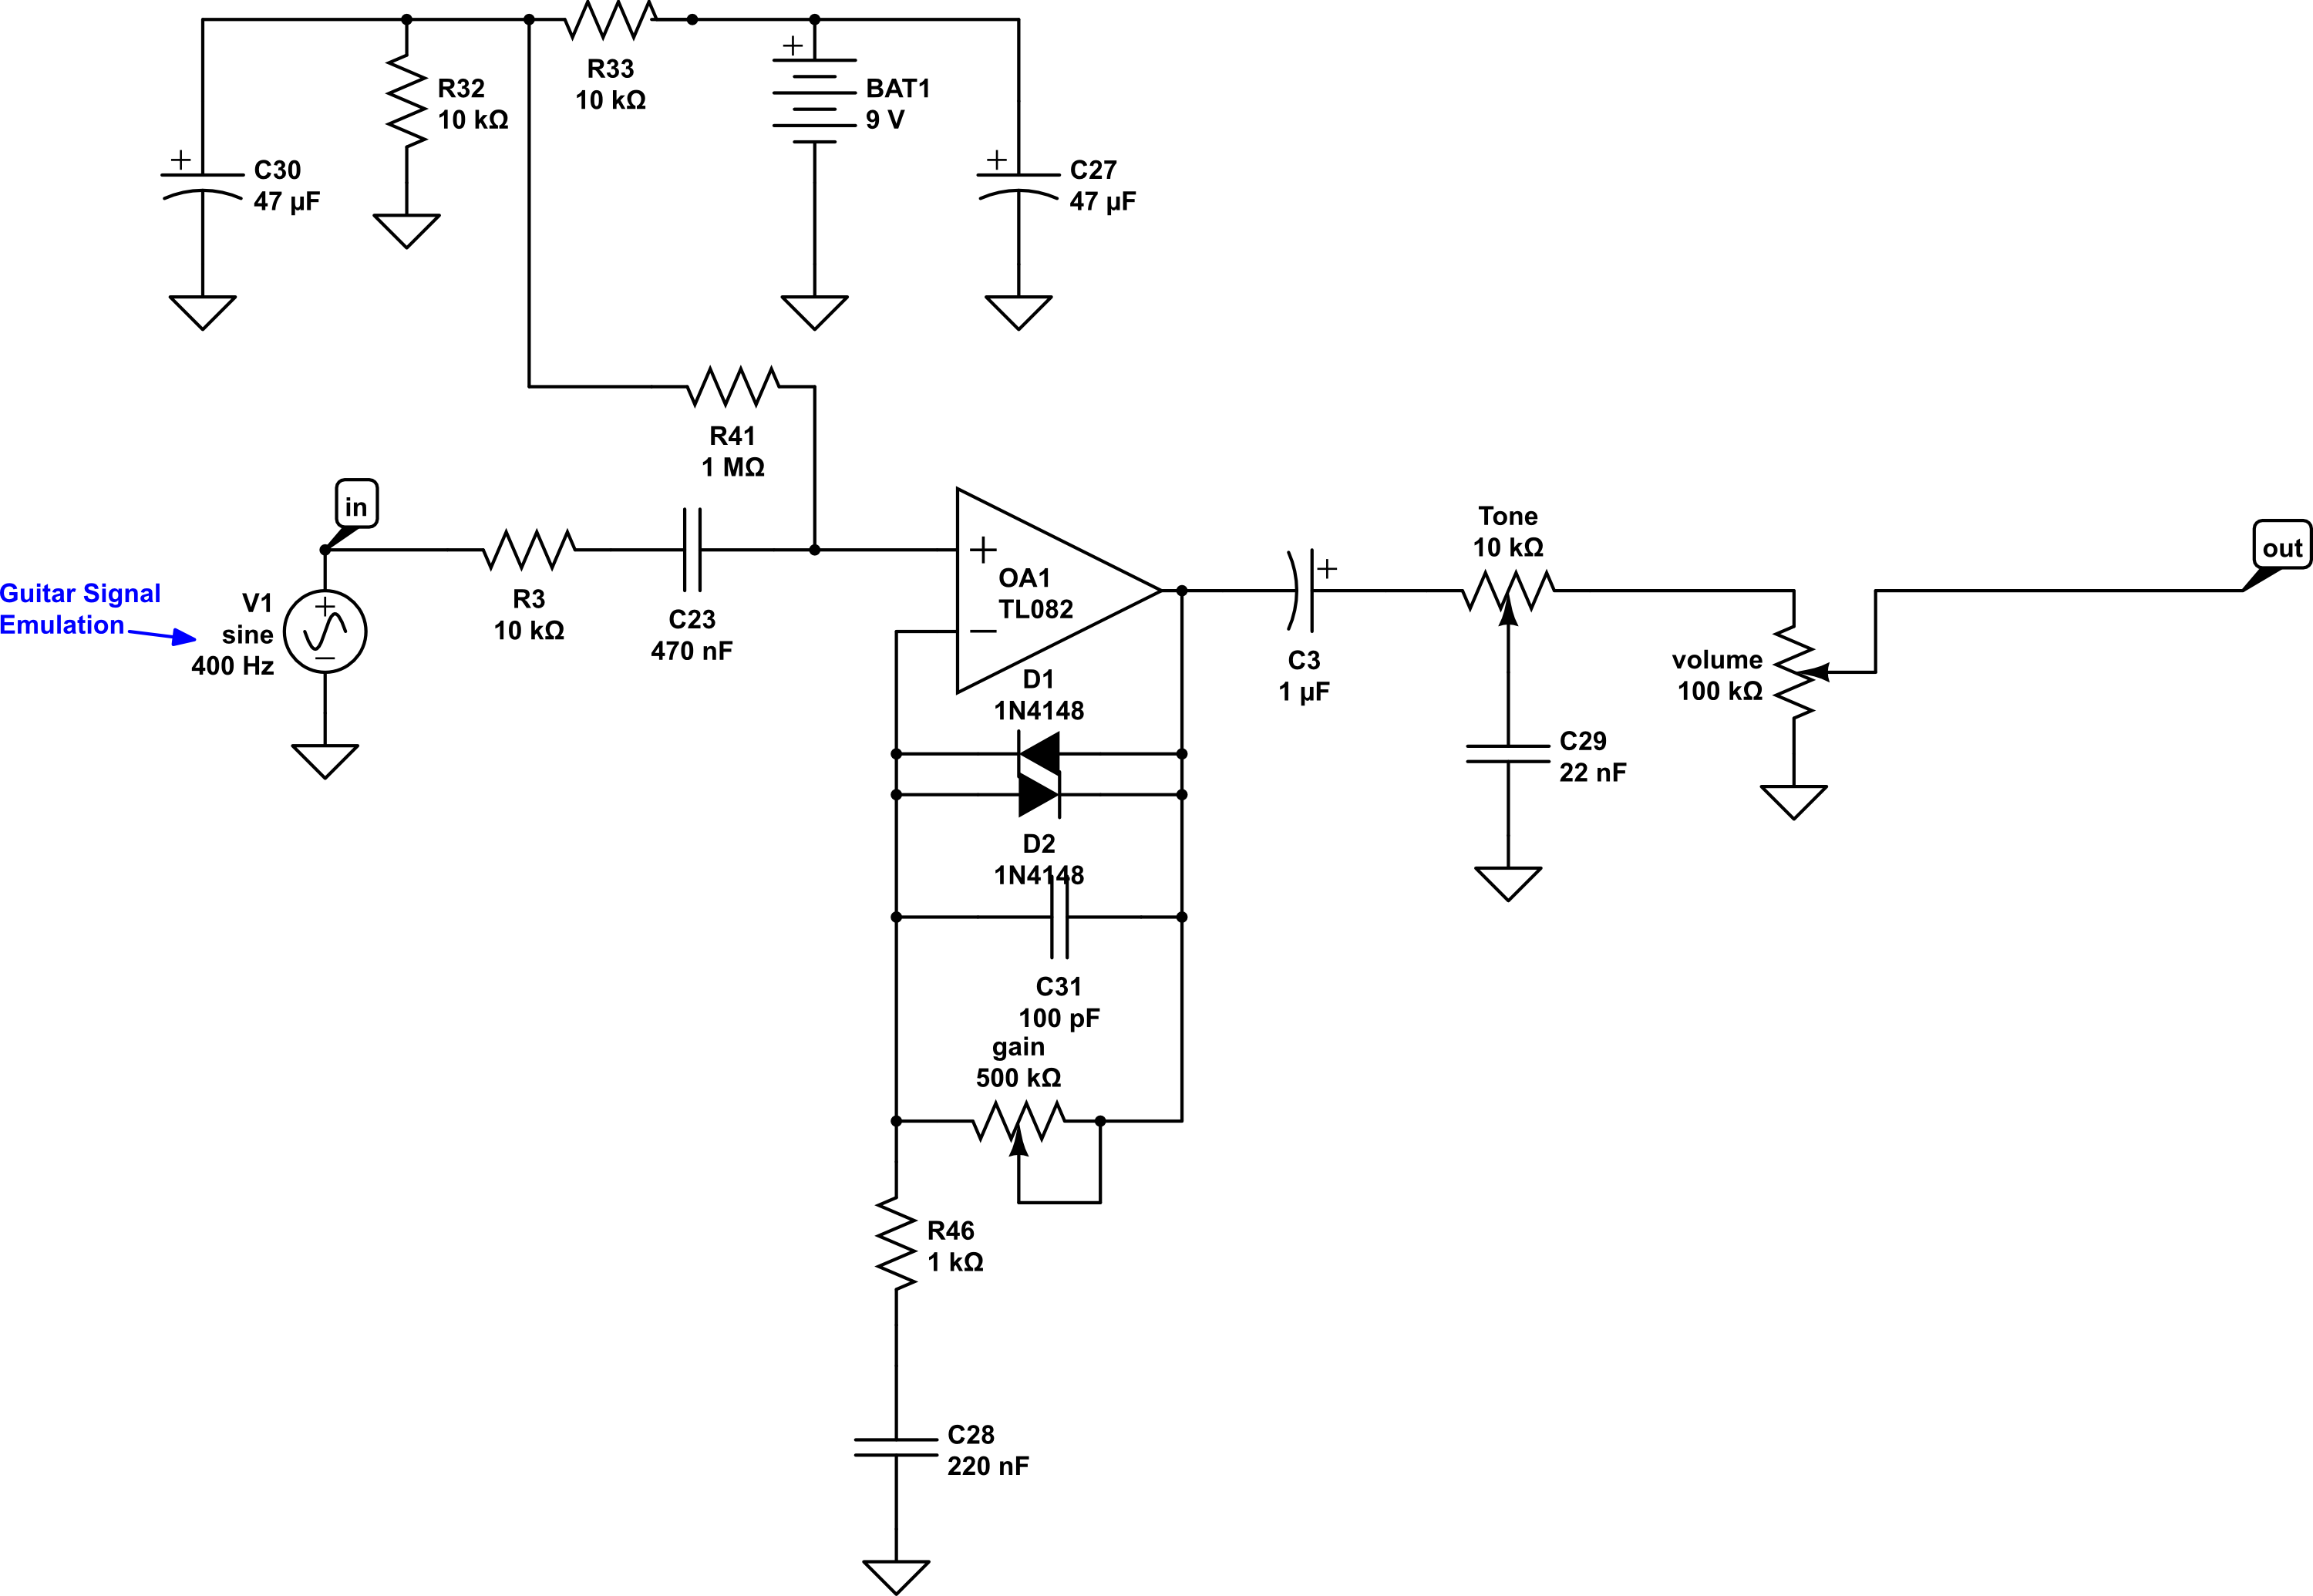 R33
10 kΩ
R32
10 kΩ
BAT1
9 V
C30
47 µF
C27
47 µF
R41
1 MΩ
in
Guitar Signal
Emulation
V1
sine
400 Hz
R3
10 kΩ
C23
470 nF
OA1
TL082
C3
1 µF
Tone
10 kΩ
out
volume
100 kΩ
C29
22 nF
D1
1N4148
D2
1N4148
C31
100 pF
gain
500 kΩ
R46
1 kΩ
C28
220 nF